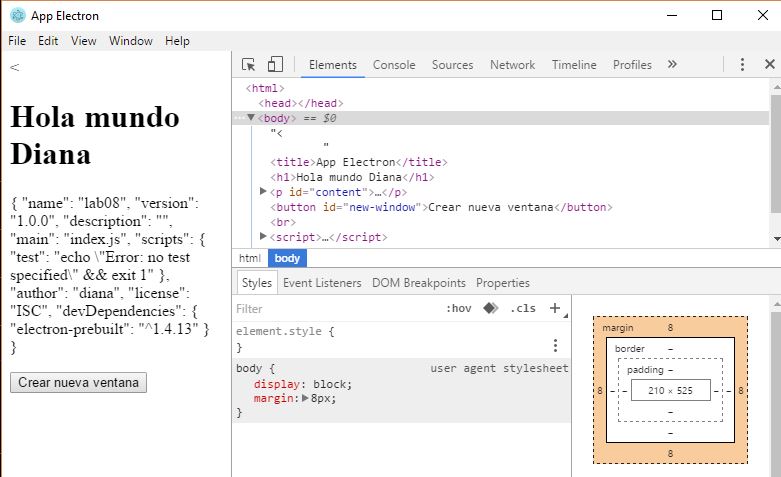 App Electron
File Edit View Window Help
<
Hola mundo
Diana
{ "name": "lab08", "version":
"1.0.0", "description": "",
"main": "index.js", "scripts": {
"test": "echo \"Error: no test
specified\" && exit 1" },
"author": "diana", "license":
"ISC", "devDependencies": {
"electron-prebuilt": "^1.4.13" }
}
Crear nueva ventana
Elements Console Sources Network Timeline Profiles »
<html>
<head></head>
<body> == $0
"<
"
<title>App Electron</title>
<h1>Hola mundo Diana</h1>
<p id="content">…</p>
<button id="new-window">Crear nueva ventana</button>
<br>
<script>…</script>
html body
Styles Event Listeners DOM Breakpoints Properties
Filter :hov .cls +
element.style {
}
body { user agent stylesheet
display: block;
margin: 8px;
}
margin 8
border –
padding –
8 – – 210 × 525 – – 8
–
–
8